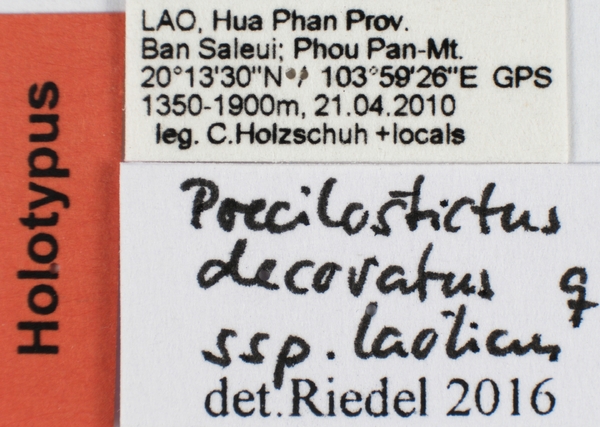 Holotypus
LAO, Hua Phan Prov.
Ban Saleui; Phou Pan-Mt.
20°13'30"N / 103°59'26"E GPS
1350-1900m, 21.04.2010
leg. C.Holzschuh +locals
Poecilostictus
decoratus ♀
ssp. laoticus
det.Riedel 2016